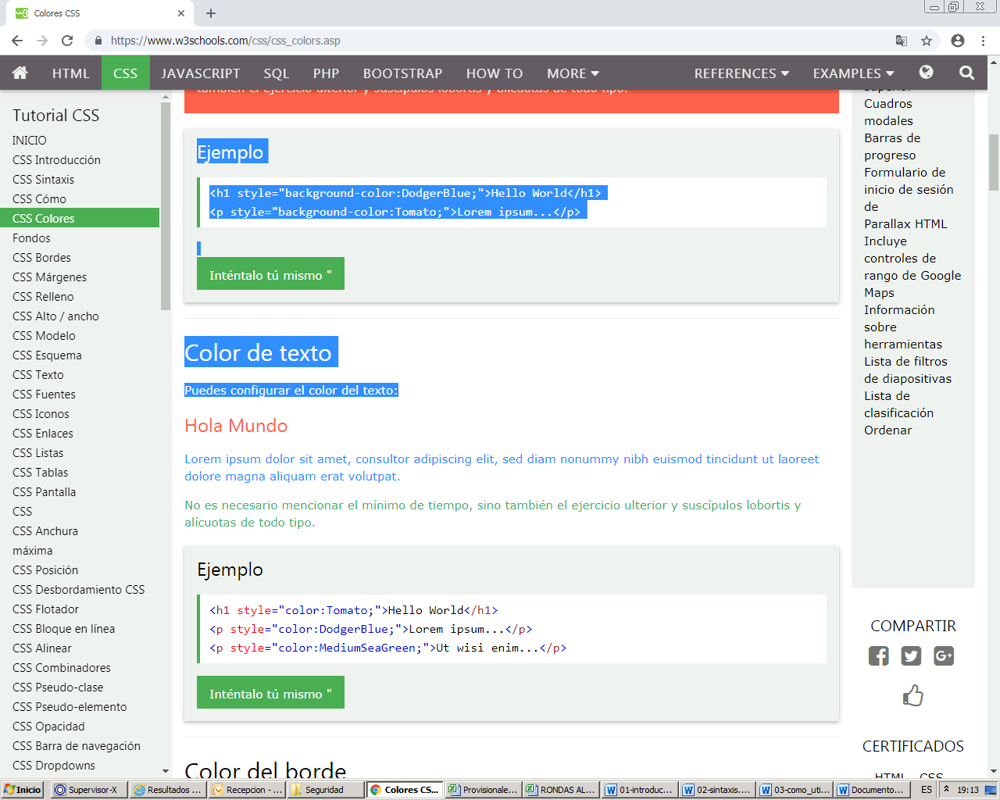 Colores CSS
https://www.w3schools.com/css/css_colors.asp
HTML CSS JAVASCRIPT SQL PHP BOOTSTRAP HOW TO MORE REFERENCES EXAMPLES
Tutorial CSS
INICIO
CSS Introducción
CSS Sintaxis
CSS Cómo
CSS Colores
Fondos
CSS Bordes
CSS Márgenes
CSS Relleno
CSS Alto / ancho
CSS Modelo
CSS Esquema
CSS Texto
CSS Fuentes
CSS Iconos
CSS Enlaces
CSS Listas
CSS Tablas
CSS Pantalla
CSS
CSS Anchura
máxima
CSS Posición
CSS Desbordamiento CSS
CSS Flotador
CSS Bloque en línea
CSS Alinear
CSS Combinadores
CSS Pseudo-clase
CSS Pseudo-elemento
CSS Opacidad
CSS Barra de navegación
CSS Dropdowns
también el ejercicio ulterior y suscípulos lobortis y alícuotas de todo tipo.
Ejemplo
<h1 style="background-color:DodgerBlue;">Hello World</h1>
<p style="background-color:Tomato;">Lorem ipsum...</p>
Inténtalo tú mismo "
Color de texto
Puedes configurar el color del texto:
Hola Mundo
Lorem ipsum dolor sit amet, consultor adipiscing elit, sed diam nonummy nibh euismod tincidunt ut laoreet
dolore magna aliquam erat volutpat.
No es necesario mencionar el mínimo de tiempo, sino también el ejercicio ulterior y suscípulos lobortis y
alícuotas de todo tipo.
Ejemplo
<h1 style="color:Tomato;">Hello World</h1>
<p style="color:DodgerBlue;">Lorem ipsum...</p>
<p style="color:MediumSeaGreen;">Ut wisi enim...</p>
Inténtalo tú mismo "
Color del borde
superior
Cuadros
modales
Barras de
progreso
Formulario de
inicio de sesión
de
Parallax HTML
Incluye
controles de
rango de Google
Maps
Información
sobre
herramientas
Lista de filtros
de diapositivas
Lista de
clasificación
Ordenar
COMPARTIR
CERTIFICADOS
HTML CSS
Inicio Supervisor-X Resultados ... Recepcion - ... Seguridad Colores CS... Provisionale... RONDAS AL... 01-introduc... 02-sintaxis.... 03-como_uti... Documento... ES 19:13